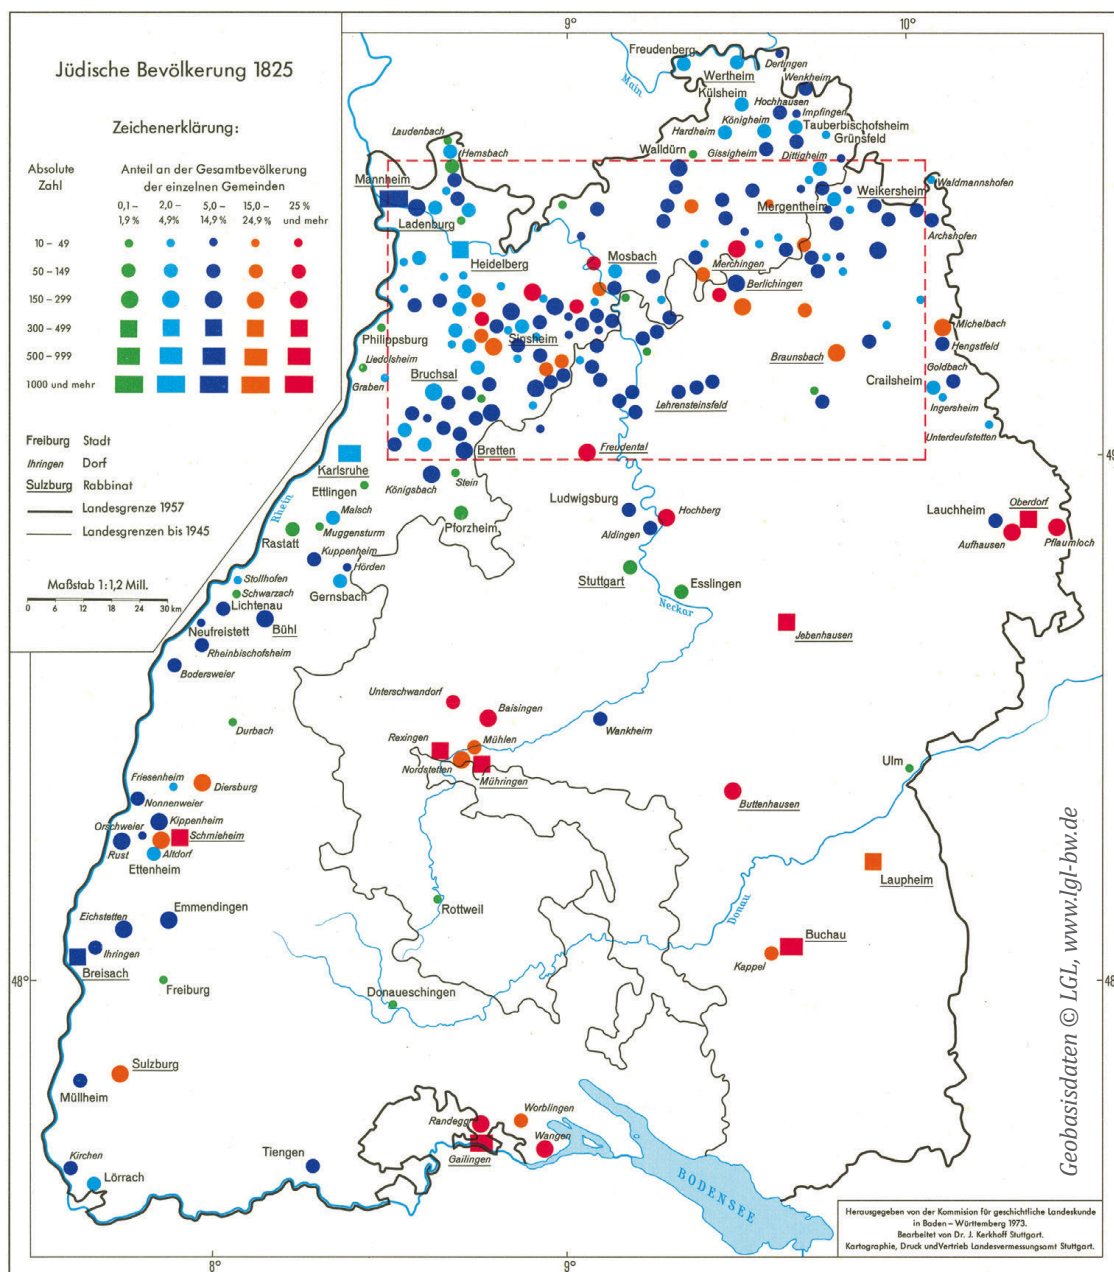 9°
10°
Jüdische Bevölkerung 1825
Zeichenerklärung:
Absolute
Zahl
Anteil an der Gesamtbevölkerung
der einzelnen Gemeinden
0,1 –
1,9 %
2,0 –
4,9%
5,0 –
14,9 %
15,0 –
24,9 %
25 %
und mehr
10 – 49
50 – 149
150 – 299
300 – 499
500 – 999
1000 und mehr
Freiburg Stadt
Ihringen Dorf
Sulzburg Rabbinat
Landesgrenze 1957
Landesgrenzen bis 1945
Maßstab 1:1,2 Mill.
0 6 12 18 24 30 km
Freudenberg
Main
Wertheim
Dertingen
Wenkheim
Külsheim
Hochhausen
Impfingen
Königheim
Tauberbischofsheim
Hardheim
Grünsfeld
Gissigheim
Dittigheim
Walldürn
Laudenbach
Hemsbach
Mannheim
Ladenburg
Weikersheim
Waldmannshofen
Mergentheim
Archshofen
Heidelberg
Mosbach
Merchingen
Berlichingen
Philippsburg
Sinsheim
Michelbach
Hengstfeld
Liedolsheim
Braunsbach
Goldbach
Graben
Bruchsal
Crailsheim
Lehrensteinsfeld
Ingersheim
Unterdeufstetten
Bretten
Freudental
Karlsruhe
Stein
Königsbach
Ettlingen
Rhein
Malsch
Muggensturm
Pforzheim
Rastatt
Ludwigsburg
Hochberg
Aldingen
Lauchheim
Oberdorf
Aufhausen
Pflaumloch
Kuppenheim
Hörden
Stollhofen
Gernsbach
Schwarzach
Stuttgart
Esslingen
Lichtenau
Neckar
Neufreistett
Bühl
Jebenhausen
Rheinbischofsheim
Bodersweier
Unterschwandorf
Baisingen
Durbach
Wankheim
Rexingen
Mühlen
Nordstetten
Mühringen
Ulm
Friesenheim
Diersburg
Nonnenweier
Buttenhausen
Kippenheim
Orschweier
Schmieheim
Rust
Altdorf
Ettenheim
Laupheim
Rottweil
Donau
Eichstetten
Emmendingen
Buchau
Ihringen
Kappel
Breisach
Freiburg
Donaueschingen
48°
Sulzburg
Müllheim
Randegg
Worblingen
Wangen
Gailingen
Tiengen
Kirchen
Lörrach
BODENSEE
Geobasisdaten © LGL, www.lgl-bw.de
Herausgegeben von der Kommision für geschichtliche Landeskunde
in Baden – Württemberg 1973.
Bearbeitet von Dr. J. Kerkhoff Stuttgart.
Kartographie, Druck und Vertrieb Landesvermessungsamt Stuttgart.
8°
9°